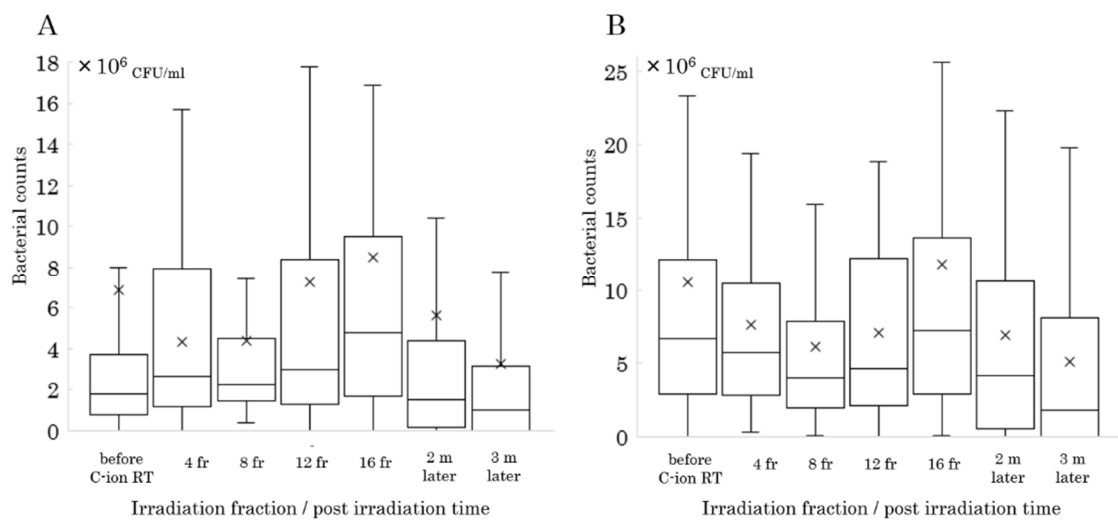 A
× 10⁶ CFU/ml
Bacterial counts
18
16
14
12
10
8
6
4
2
0
before
C-ion RT
4 fr
8 fr
12 fr
16 fr
2 m
later
3 m
later
Irradiation fraction / post irradiation time
B
× 10⁶ CFU/ml
Bacterial counts
25
20
15
10
5
0
before
C-ion RT
4 fr
8 fr
12 fr
16 fr
2 m
later
3 m
later
Irradiation fraction / post irradiation time